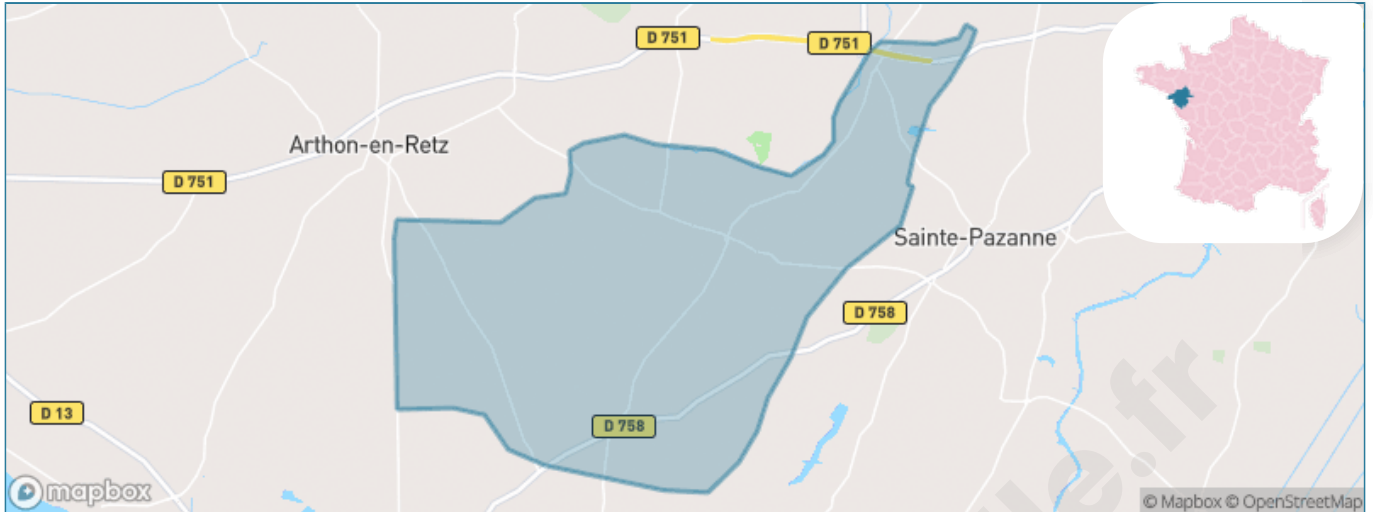 D 751
D 751
Arthon-en-Retz
D 751
Sainte-Pazanne
D 758
D 13
D 758
mapbox
© Mapbox © OpenStreetMap